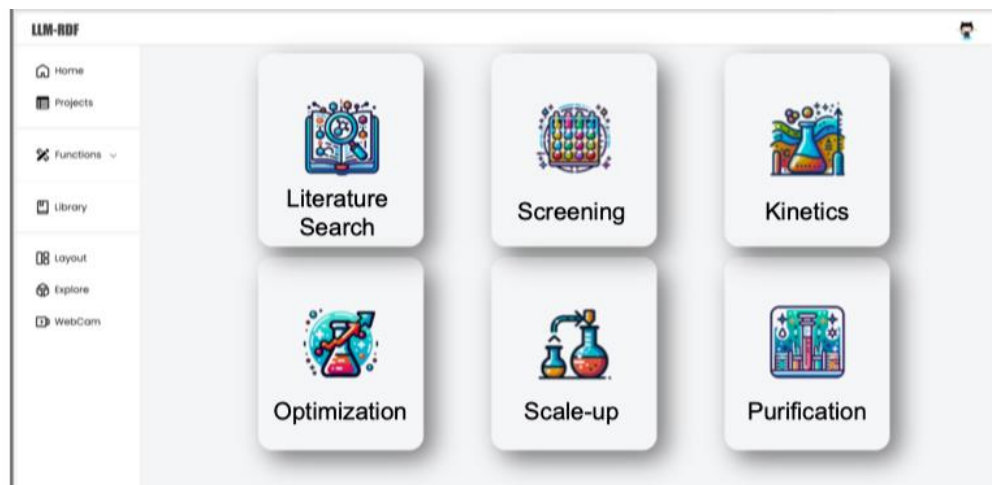 LLM-RDF
Home
Projects
Functions
Library
Layout
Explore
WebCam
Literature
Search
Screening
Kinetics
Optimization
Scale-up
Purification